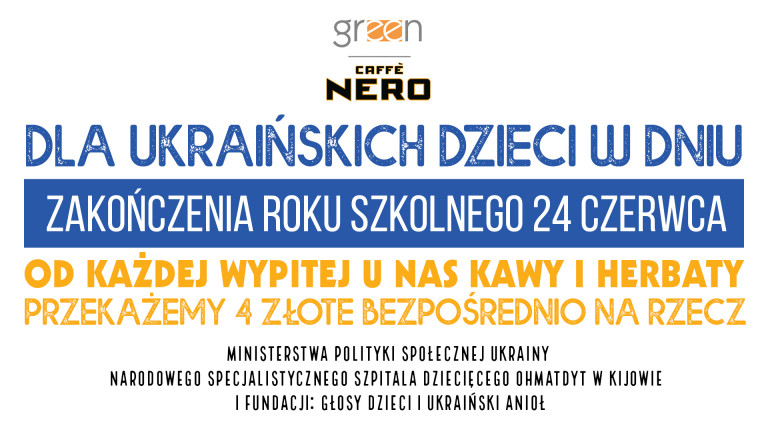 green
CAFFÈ
NERO
DLA UKRAIŃSKICH DZIECI W DNIU
ZAKOŃCZENIA ROKU SZKOLNEGO 24 CZERWCA
OD KAŻDEJ WYPITEJ U NAS KAWY I HERBATY
PRZEKAŻEMY 4 ZŁOTE BEZPOŚREDNIO NA RZECZ
MINISTERSTWA POLITYKI SPOŁECZNEJ UKRAINY
NARODOWEGO SPECJALISTYCZNEGO SZPITALA DZIECIĘCEGO OHMATDYT W KIJOWIE
I FUNDACJI: GŁOSY DZIECI I UKRAIŃSKI ANIOŁ